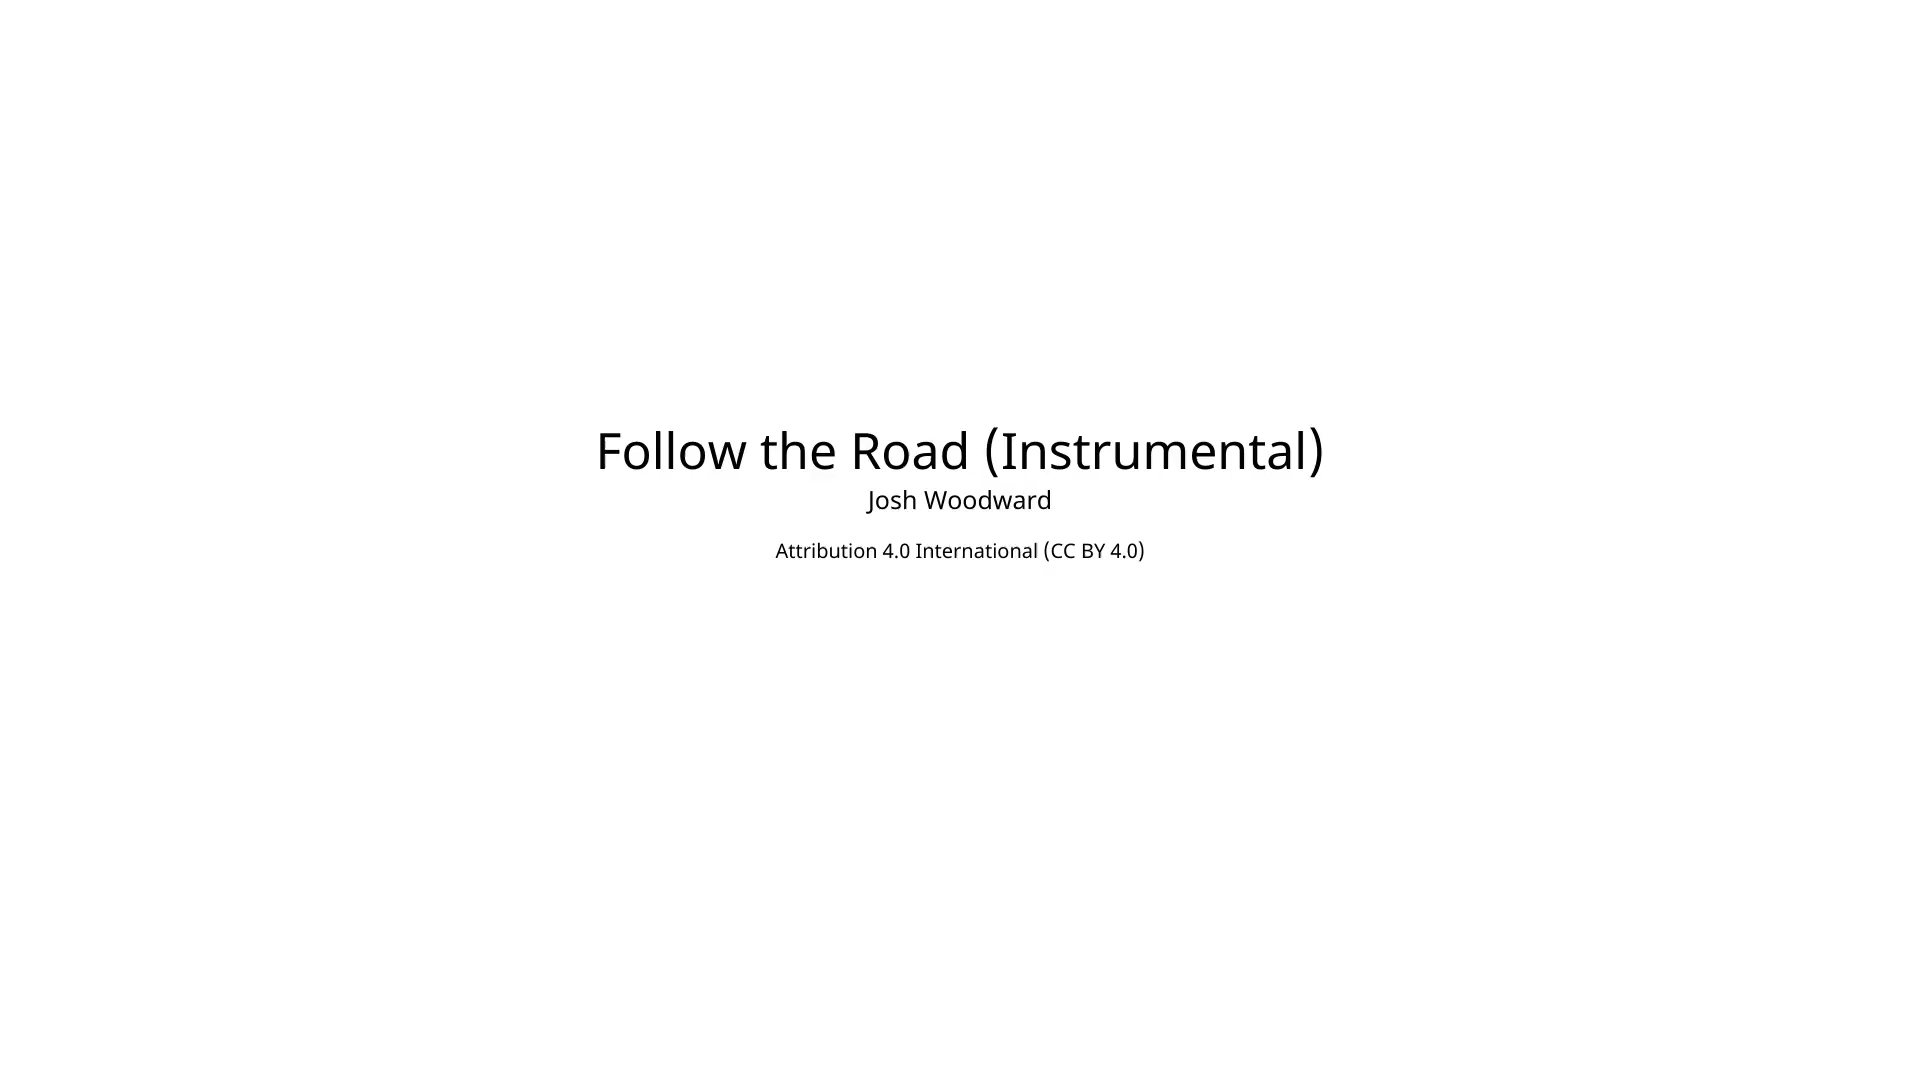 Follow the Road (Instrumental)
Josh Woodward
Attribution 4.0 International (CC BY 4.0)